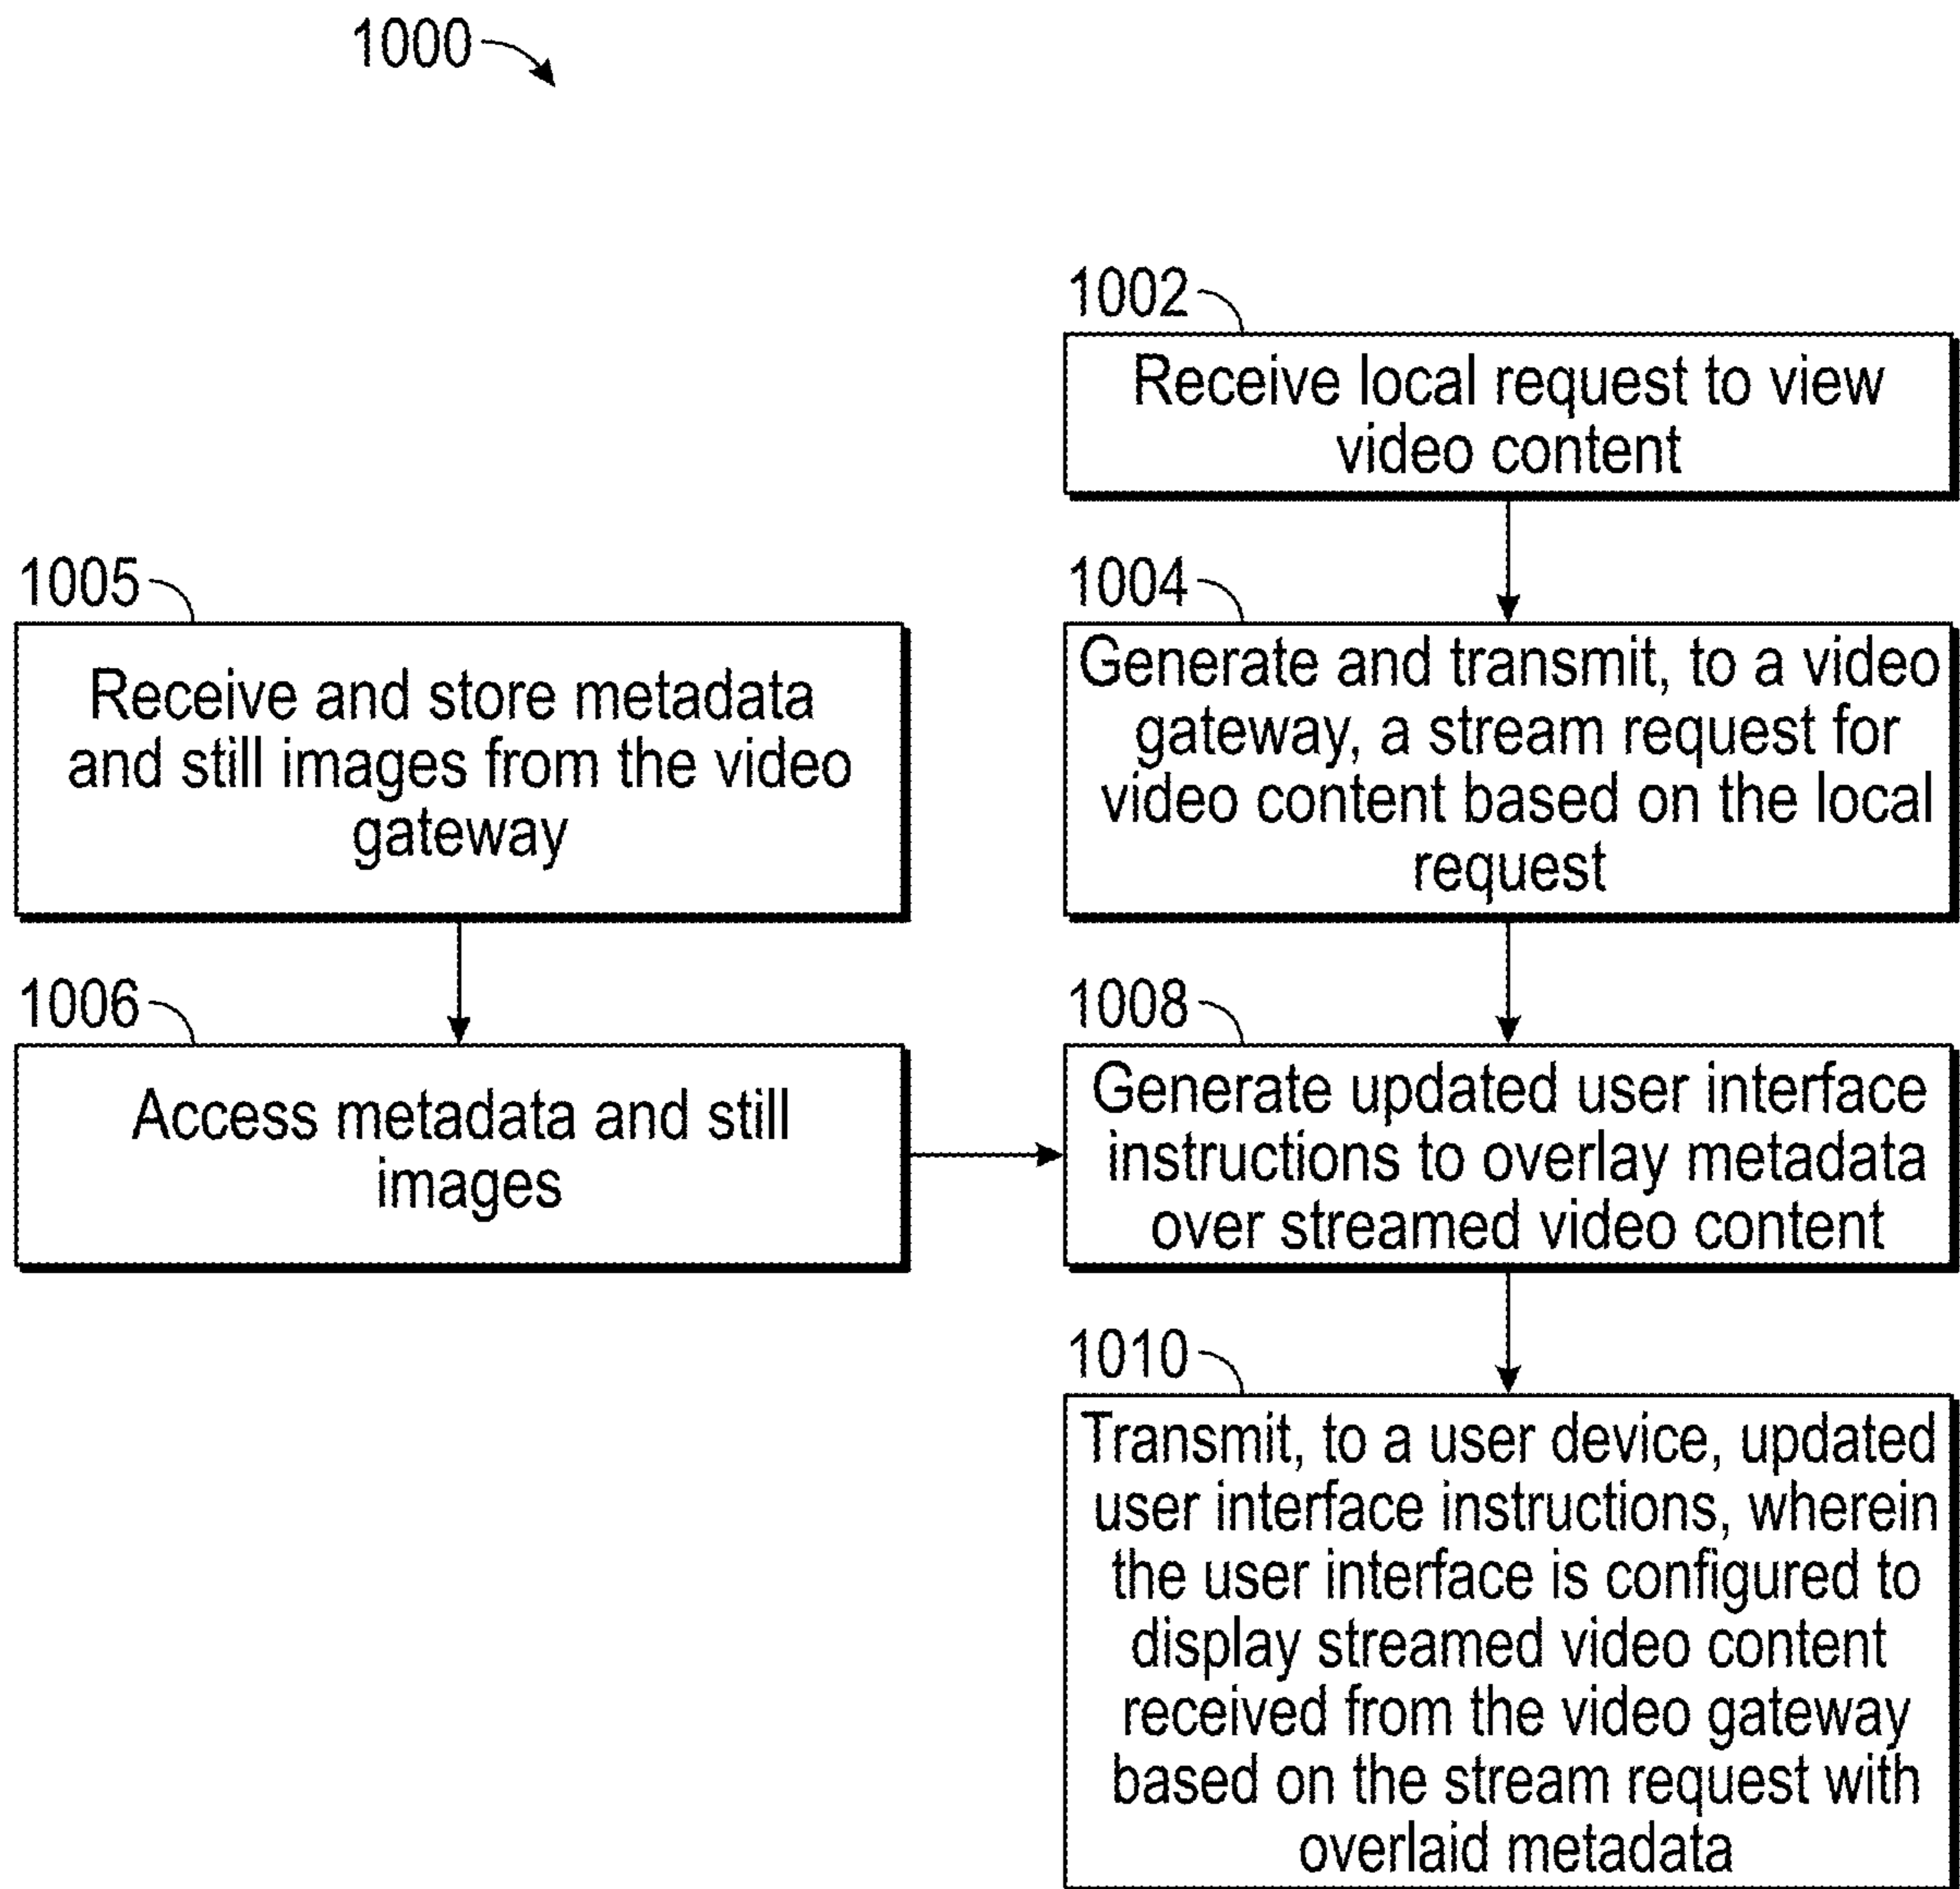 1000
1002
Receive local request to view
video content
1005
Receive and store metadata
and still images from the video
gateway
1004
Generate and transmit, to a video
gateway, a stream request for
video content based on the local
request
1006
Access metadata and still
images
1008
Generate updated user interface
instructions to overlay metadata
over streamed video content
1010
Transmit, to a user device, updated
user interface instructions, wherein
the user interface is configured to
display streamed video content
received from the video gateway
based on the stream request with
overlaid metadata